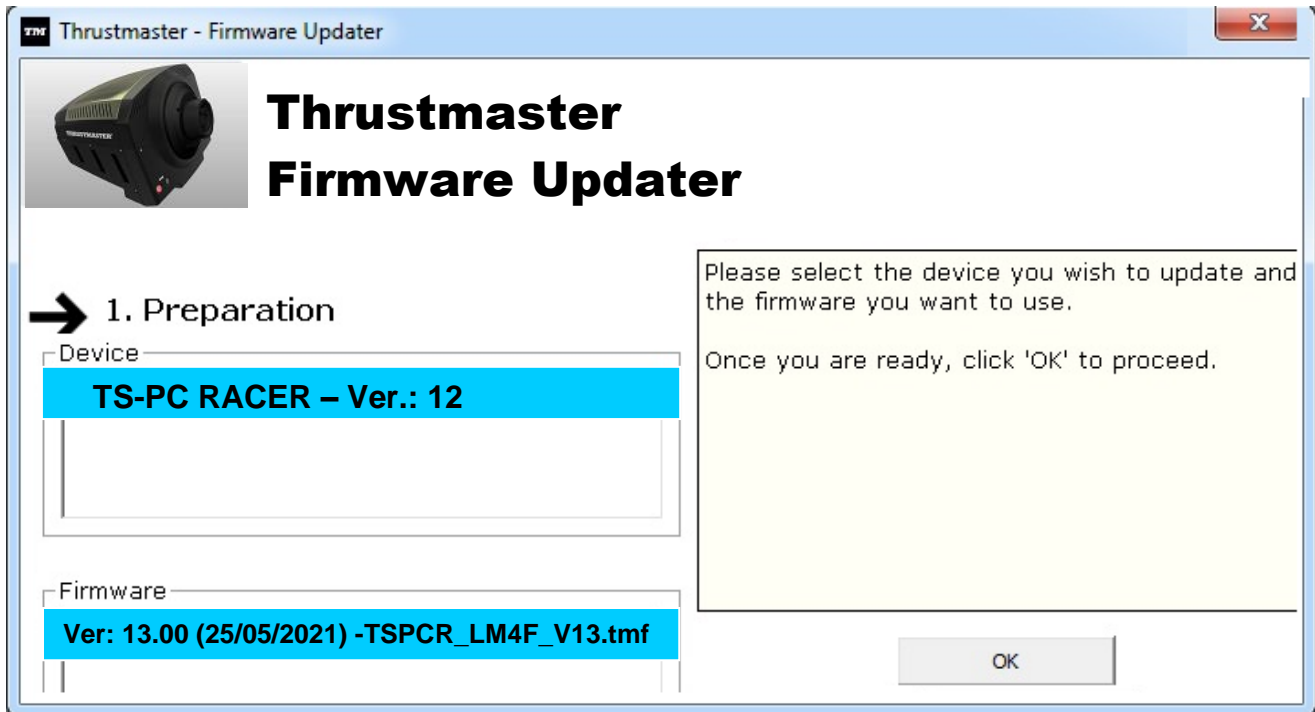 TM Thrustmaster - Firmware Updater
X
THRUSTMASTER
Thrustmaster
Firmware Updater
1. Preparation
Device
TS-PC RACER – Ver.: 12
Firmware
Ver: 13.00 (25/05/2021) -TSPCR_LM4F_V13.tmf
Please select the device you wish to update and
the firmware you want to use.
Once you are ready, click 'OK' to proceed.
OK